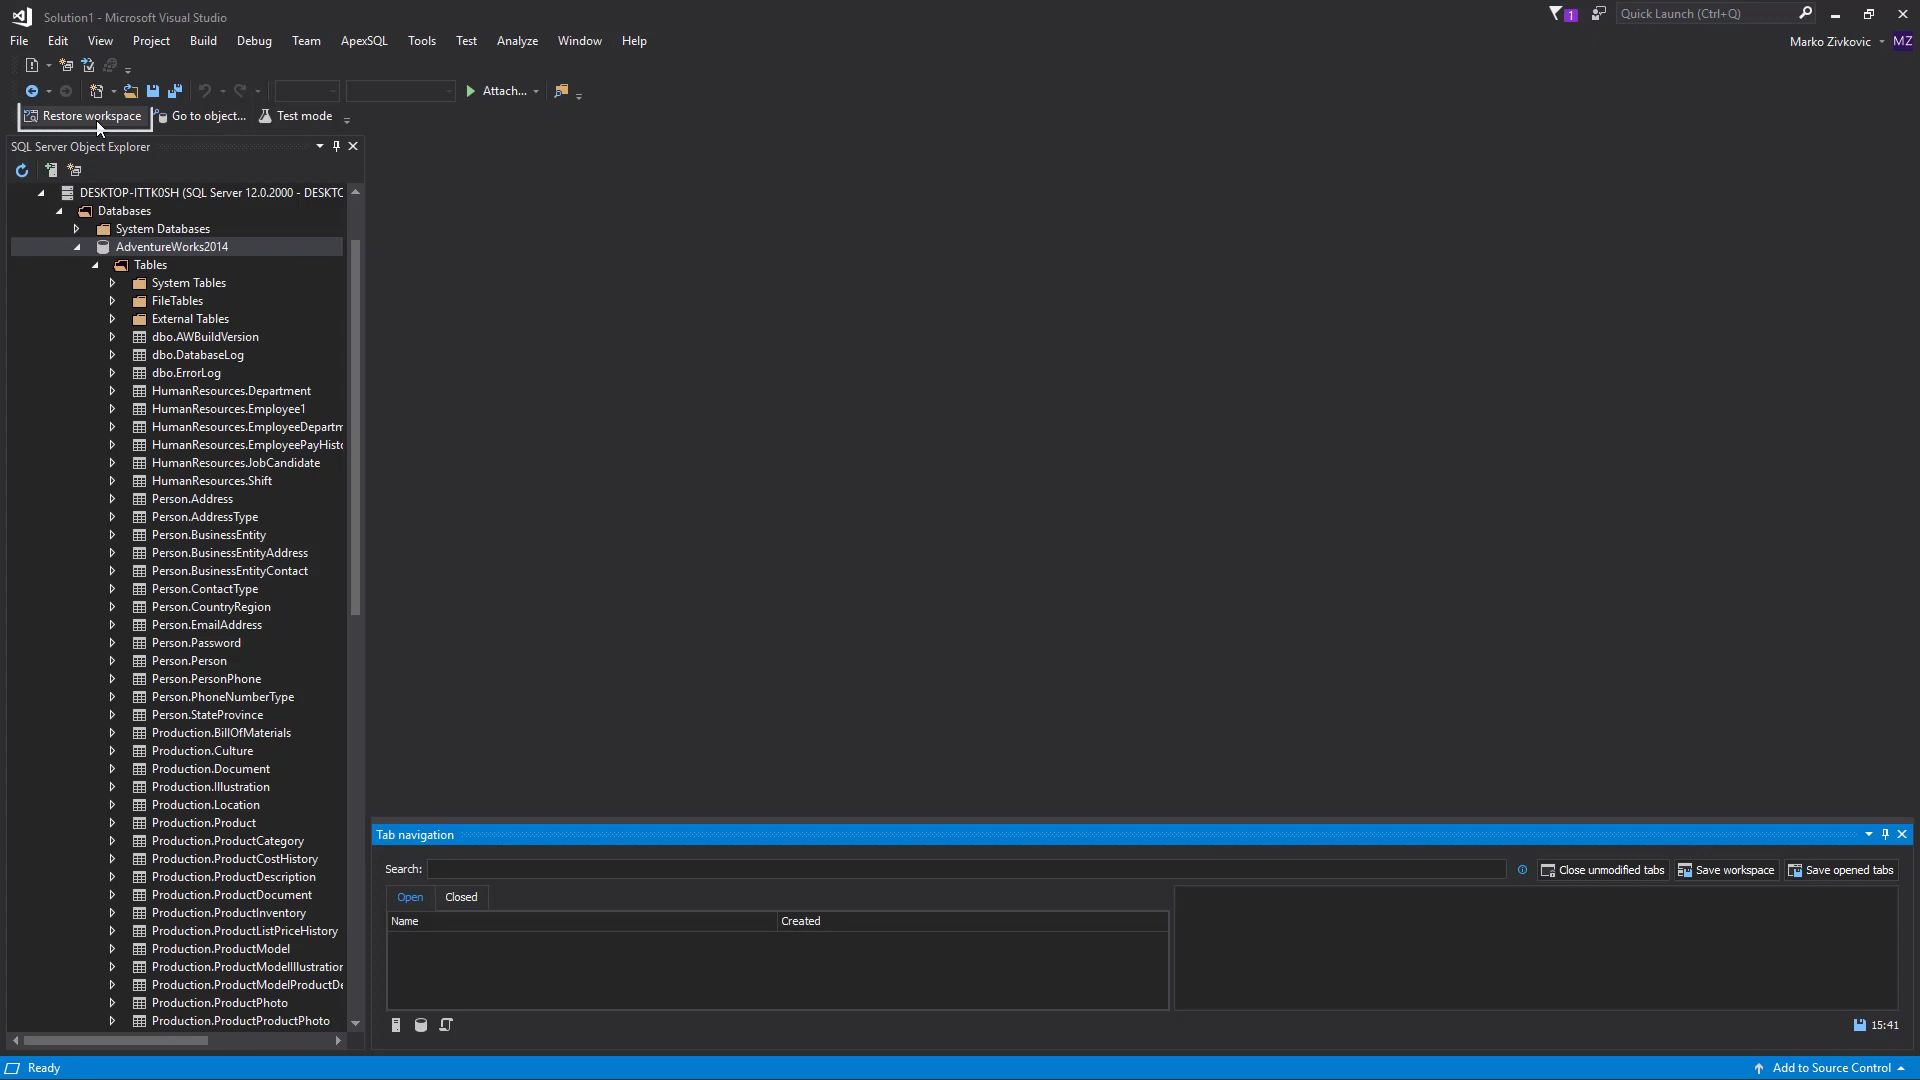 Solution1 - Microsoft Visual Studio
1
Quick Launch (Ctrl+Q)
File Edit View Project Build Debug Team ApexSQL Tools Test Analyze Window Help
Marko Zivkovic MZ
Attach...
Restore workspace Go to object... Test mode
SQL Server Object Explorer
DESKTOP-ITTK0SH (SQL Server 12.0.2000 - DESKTO
Databases
System Databases
AdventureWorks2014
Tables
System Tables
FileTables
External Tables
dbo.AWBuildVersion
dbo.DatabaseLog
dbo.ErrorLog
HumanResources.Department
HumanResources.Employee1
HumanResources.EmployeeDepartm
HumanResources.EmployeePayHisto
HumanResources.JobCandidate
HumanResources.Shift
Person.Address
Person.AddressType
Person.BusinessEntity
Person.BusinessEntityAddress
Person.BusinessEntityContact
Person.ContactType
Person.CountryRegion
Person.EmailAddress
Person.Password
Person.Person
Person.PersonPhone
Person.PhoneNumberType
Person.StateProvince
Production.BillOfMaterials
Production.Culture
Production.Document
Production.Illustration
Production.Location
Production.Product
Production.ProductCategory
Production.ProductCostHistory
Production.ProductDescription
Production.ProductDocument
Production.ProductInventory
Production.ProductListPriceHistory
Production.ProductModel
Production.ProductModelIllustration
Production.ProductModelProductDe
Production.ProductPhoto
Production.ProductProductPhoto
Tab navigation
Search:
Close unmodified tabs Save workspace Save opened tabs
Open Closed
Name Created
15:41
Ready
Add to Source Control